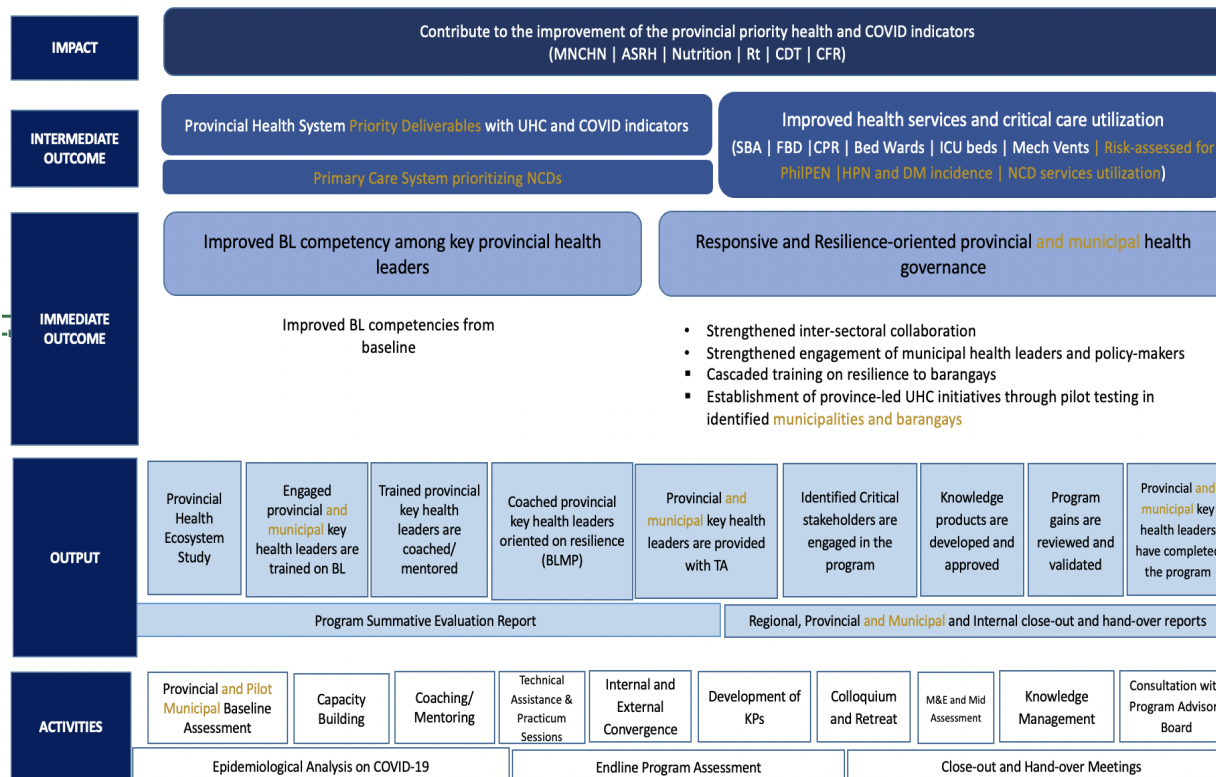 IMPACT
Contribute to the improvement of the provincial priority health and COVID indicators
(MNCHN | ASRH | Nutrition | Rt | CDT | CFR)
INTERMEDIATE
OUTCOME
Provincial Health System Priority Deliverables with UHC and COVID indicators
Primary Care System prioritizing NCDs
Improved health services and critical care utilization
(SBA | FBD |CPR | Bed Wards | ICU beds | Mech Vents | Risk-assessed for
PhilPEN |HPN and DM incidence | NCD services utilization)
IMMEDIATE
OUTCOME
Improved BL competency among key provincial health
leaders
Improved BL competencies from
baseline
Responsive and Resilience-oriented provincial and municipal health
governance
• Strengthened inter-sectoral collaboration
• Strengthened engagement of municipal health leaders and policy-makers
▪ Cascaded training on resilience to barangays
▪ Establishment of province-led UHC initiatives through pilot testing in
identified municipalities and barangays
OUTPUT
Provincial
Health
Ecosystem
Study
Engaged
provincial and
municipal key
health leaders are
trained on BL
Trained provincial
key health
leaders are
coached/
mentored
Coached provincial
key health leaders
oriented on resilience
(BLMP)
Provincial and
municipal key health
leaders are provided
with TA
Identified Critical
stakeholders are
engaged in the
program
Knowledge
products are
developed and
approved
Program
gains are
reviewed and
validated
Provincial and
municipal key
health leaders
have completed
the program
Program Summative Evaluation Report
Regional, Provincial and Municipal and Internal close-out and hand-over reports
ACTIVITIES
Provincial and Pilot
Municipal Baseline
Assessment
Capacity
Building
Coaching/
Mentoring
Technical
Assistance &
Practicum
Sessions
Internal and
External
Convergence
Development of
KPs
Colloquium
and Retreat
M&E and Mid
Assessment
Knowledge
Management
Consultation with
Program Advisor
Board
Epidemiological Analysis on COVID-19
Endline Program Assessment
Close-out and Hand-over Meetings